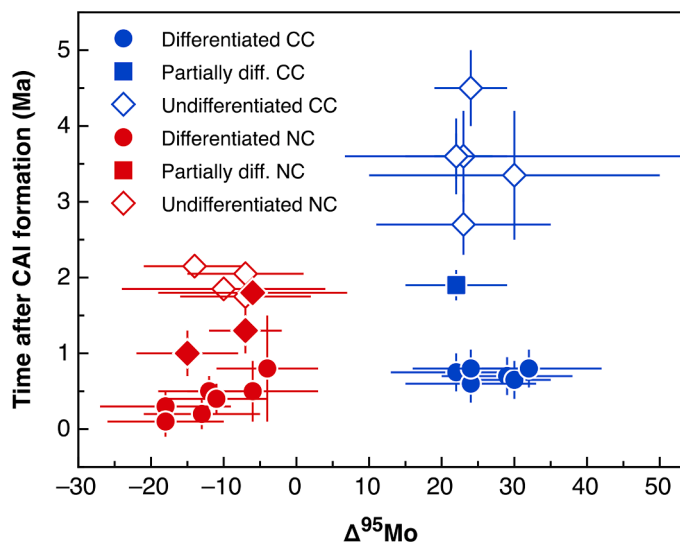 Differentiated CC
Partially diff. CC
Undifferentiated CC
Differentiated NC
Partially diff. NC
Undifferentiated NC
Time after CAI formation (Ma)
5
4
3
2
1
0
−30 −20 −10 0 10 20 30 40 50
Δ⁹⁵Mo